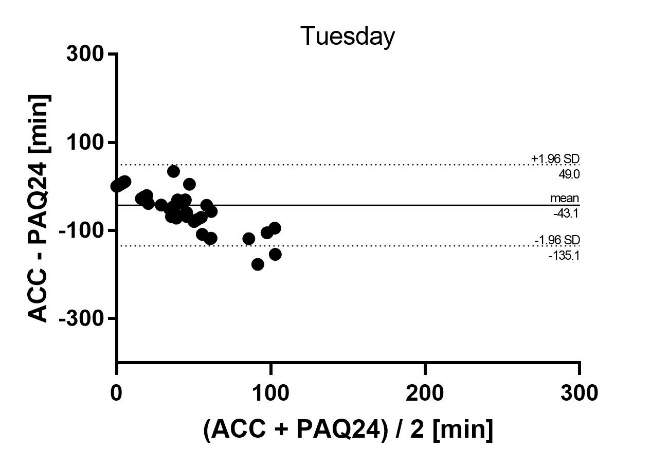 Tuesday
300
100
-100
-300
ACC - PAQ24 [min]
+1.96 SD
49.0
mean
-43.1
-1.96 SD
-135.1
0
100
200
300
(ACC + PAQ24) / 2 [min]